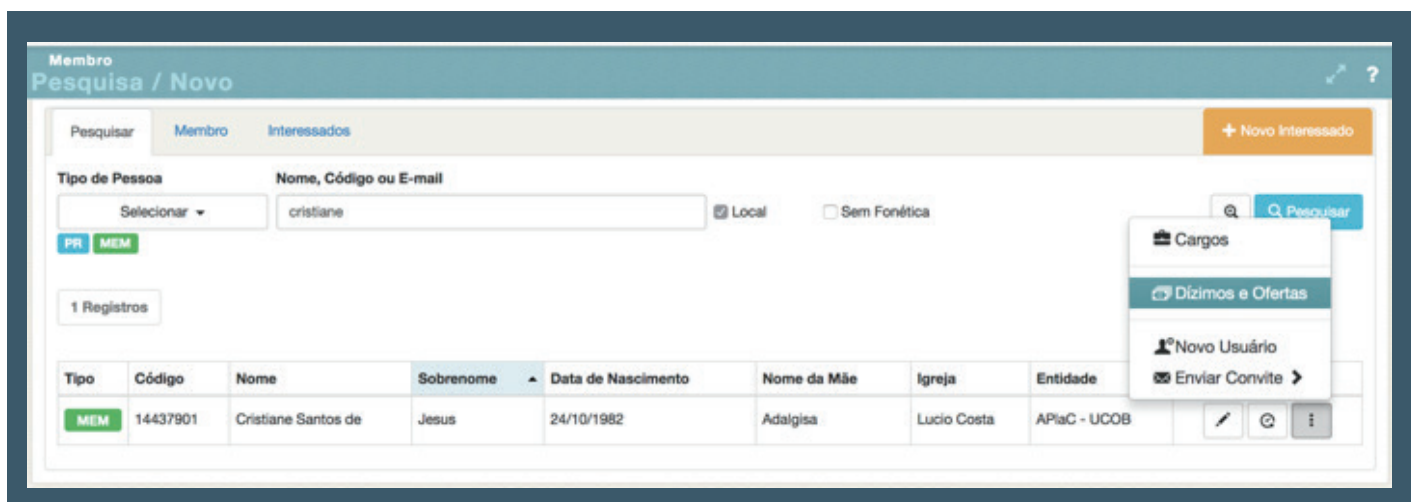 Membro
Pesquisa / Novo
?
Pesquisar Membro Interessados + Novo Interessado
Tipo de Pessoa Nome, Código ou E-mail
Selecionar cristiane Local Sem Fonética Pesquisar
PR MEM
Cargos
Dízimos e Ofertas
1 Registros
Novo Usuário
Enviar Convite
Tipo Código Nome Sobrenome Data de Nascimento Nome da Mãe Igreja Entidade
MEM 14437901 Cristiane Santos de Jesus 24/10/1982 Adalgisa Lucio Costa APlaC - UCOB